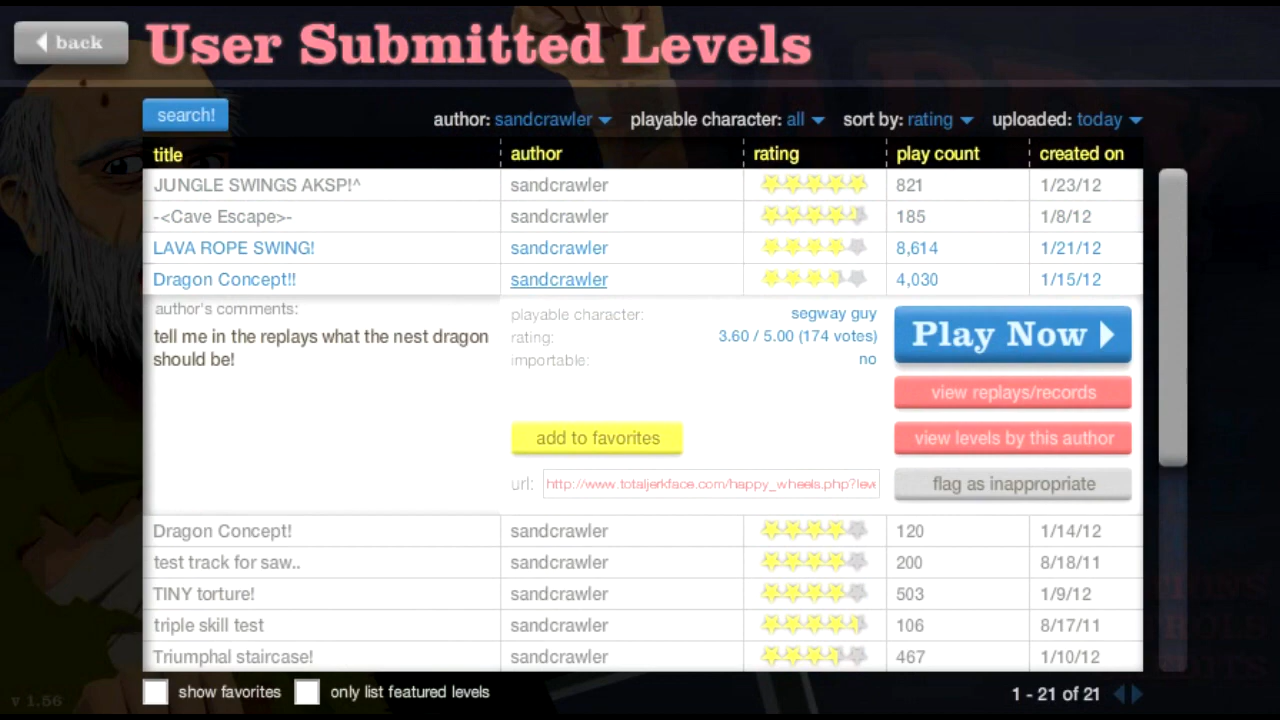 back
User Submitted Levels
search!
author: sandcrawler playable character: all sort by: rating uploaded: today
title author rating play count created on
JUNGLE SWINGS AKSP!^ sandcrawler 821 1/23/12
-<Cave Escape>- sandcrawler 185 1/8/12
LAVA ROPE SWING! sandcrawler 8,614 1/21/12
Dragon Concept!! sandcrawler 4,030 1/15/12
author's comments:
tell me in the replays what the nest dragon
should be!
playable character: segway guy
rating: 3.60 / 5.00 (174 votes)
importable: no
add to favorites
url: http://www.totaljerkface.com/happy_wheels.php?leve
Play Now
view replays/records
view levels by this author
flag as inappropriate
Dragon Concept! sandcrawler 120 1/14/12
test track for saw.. sandcrawler 200 8/18/11
TINY torture! sandcrawler 503 1/9/12
triple skill test sandcrawler 106 8/17/11
Triumphal staircase! sandcrawler 467 1/10/12
show favorites only list featured levels 1 - 21 of 21
v 1.56